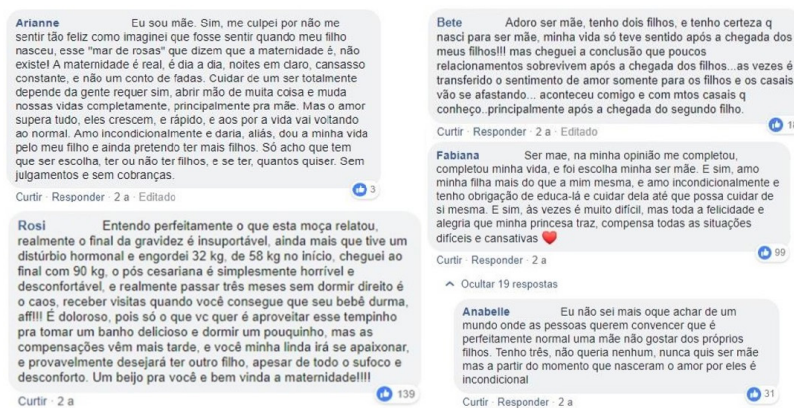 Arianne Eu sou mãe. Sim, me culpei por não me
sentir tão feliz como imaginei que fosse sentir quando meu filho
nasceu, esse "mar de rosas" que dizem que a maternidade é, não
existe! A maternidade é real, é dia a dia, noites em claro, cansasso
constante, e não um conto de fadas. Cuidar de um ser totalmente
depende da gente requer sim, abrir mão de muita coisa e muda
nossas vidas completamente, principalmente pra mãe. Mas o amor
supera tudo, eles crescem, e rápido, e aos por a vida vai voltando
ao normal. Amo incondicionalmente e daria, aliás, dou a minha vida
pelo meu filho e ainda pretendo ter mais filhos. Só acho que tem
que ser escolha, ter ou não ter filhos, e se ter, quantos quiser. Sem
julgamentos e sem cobranças.
Curtir · Responder · 2 a · Editado
3
Rosi Entendo perfeitamente o que esta moça relatou,
realmente o final da gravidez é insuportável, ainda mais que tive um
distúrbio hormonal e engordei 32 kg, de 58 kg no início, cheguei ao
final com 90 kg, o pós cesariana é simplesmente horrível e
desconfortável, e realmente passar três meses sem dormir direito é
o caos, receber visitas quando você consegue que seu bebê durma,
aff!!! É doloroso, pois só o que vc quer é aproveitar esse tempinho
pra tomar um banho delicioso e dormir um pouquinho, mas as
compensações vêm mais tarde, e você minha linda irá se apaixonar,
e provavelmente desejará ter outro filho, apesar de todo o sufoco e
desconforto. Um beijo pra você e bem vinda a maternidade!!!!
139
Curtir · 2 a
Bete Adoro ser mãe, tenho dois filhos, e tenho certeza q
nasci para ser mãe, minha vida só teve sentido após a chegada dos
meus filhos!!! mas cheguei a conclusão que poucos
relacionamentos sobrevivem após a chegada dos filhos...as vezes é
transferido o sentimento de amor somente para os filhos e os casais
vão se afastando... aconteceu comigo e com mtos casais q
conheço..principalmente após a chegada do segundo filho.
Curtir · Responder · 2 a · Editado
Fabiana Ser mae, na minha opinião me completou,
completou minha vida, e foi escolha minha ser mãe. E sim, amo
minha filha mais do que a mim mesma, e amo incondicionalmente e
tenho obrigação de educa-lá e cuidar dela até que possa cuidar de
si mesma. E sim, às vezes é muito difícil, mas toda a felicidade e
alegria que minha princesa traz, compensa todas as situações
difíceis e cansativas
99
Curtir · Responder · 2 a
Ocultar 19 respostas
Anabelle Eu não sei mais oque achar de um
mundo onde as pessoas querem convencer que é
perfeitamente normal uma mãe não gostar dos próprios
filhos. Tenho três, não queria nenhum, nunca quis ser mãe
mas a partir do momento que nasceram o amor por eles é
incondicional
31
Curtir · Responder · 2 a